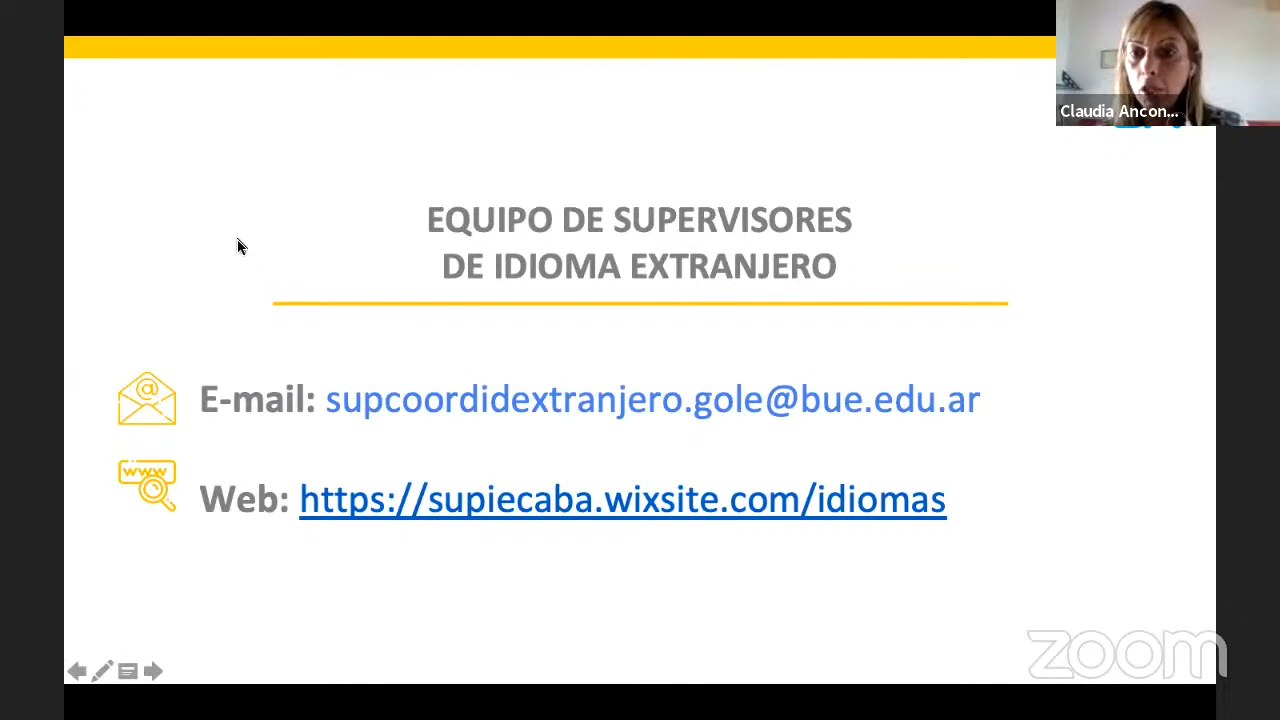 Claudia Ancon...
EQUIPO DE SUPERVISORES
DE IDIOMA EXTRANJERO
@
E-mail: supcoordidextranjero.gole@bue.edu.ar
www
Web: https://supiecaba.wixsite.com/idiomas
zoom